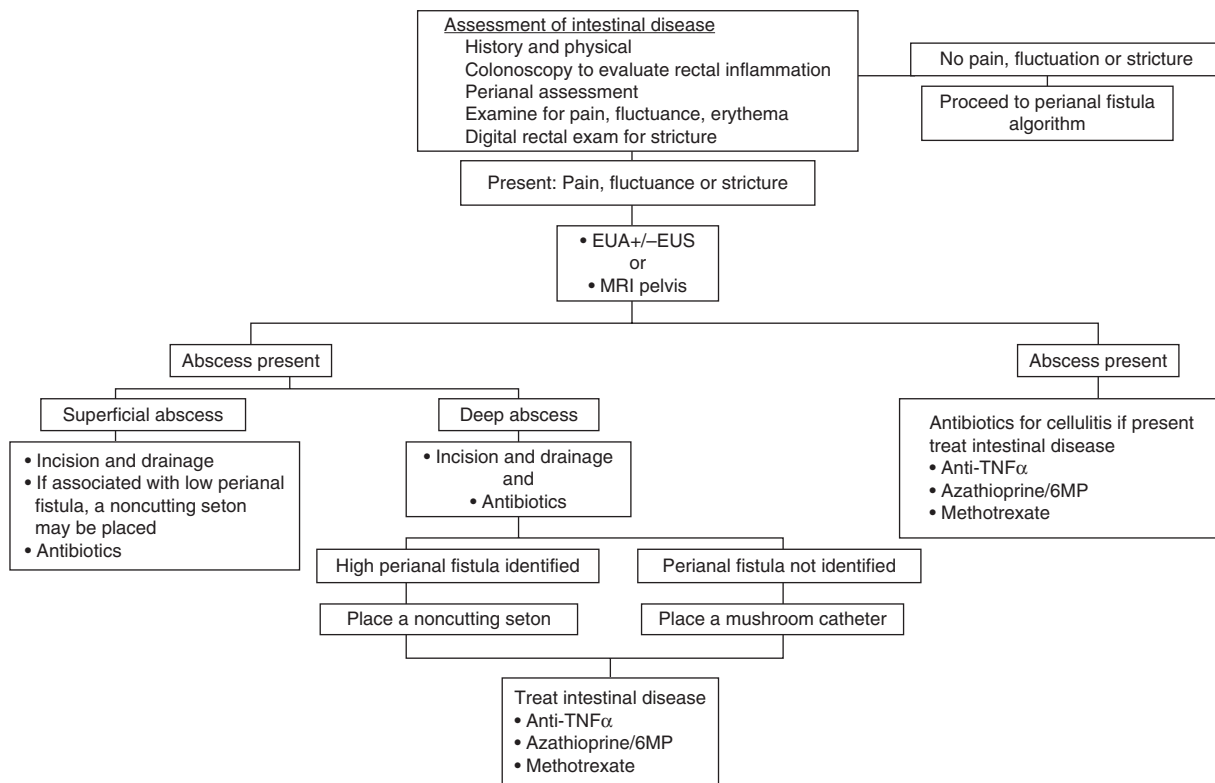 Assessment of intestinal disease
History and physical
Colonoscopy to evaluate rectal inflammation
Perianal assessment
Examine for pain, fluctuance, erythema
Digital rectal exam for stricture
No pain, fluctuation or stricture
Proceed to perianal fistula
algorithm
Present: Pain, fluctuance or stricture
• EUA+/–EUS
or
• MRI pelvis
Abscess present
Abscess present
Superficial abscess
Deep abscess
• Incision and drainage
• If associated with low perianal
fistula, a noncutting seton
may be placed
• Antibiotics
• Incision and drainage
and
• Antibiotics
Antibiotics for cellulitis if present
treat intestinal disease
• Anti-TNFα
• Azathioprine/6MP
• Methotrexate
High perianal fistula identified
Perianal fistula not identified
Place a noncutting seton
Place a mushroom catheter
Treat intestinal disease
• Anti-TNFα
• Azathioprine/6MP
• Methotrexate